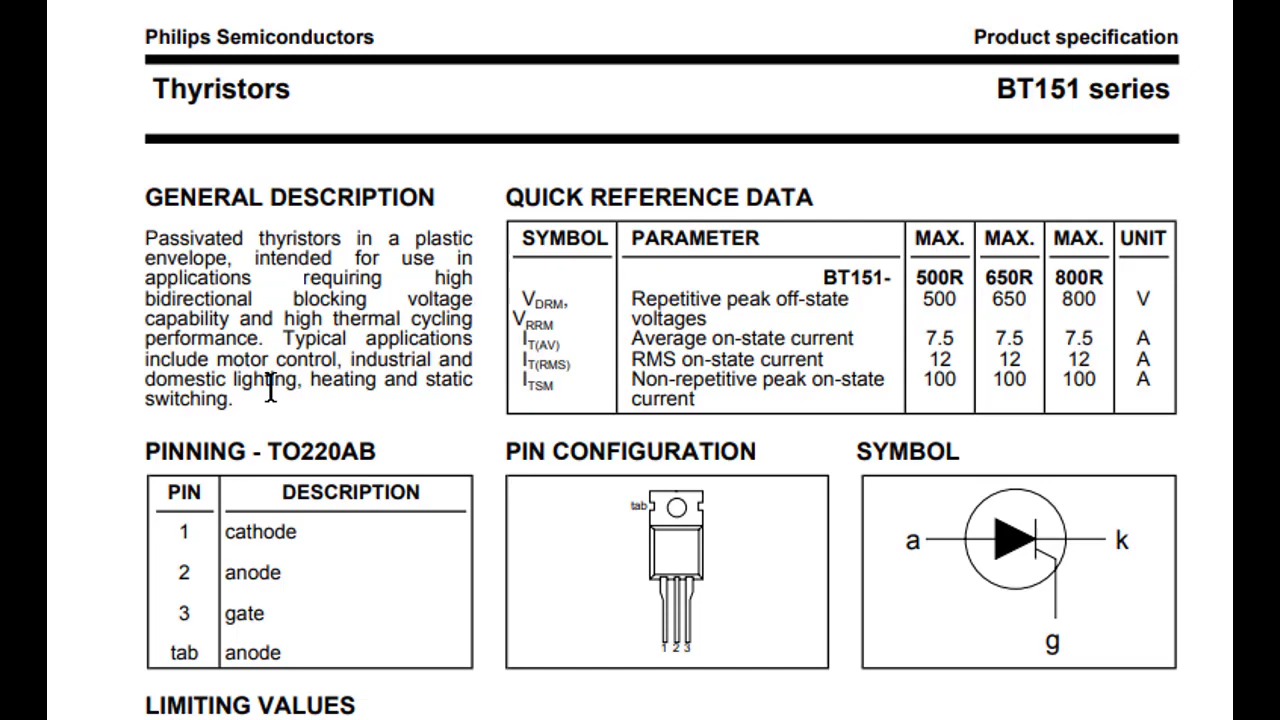 Philips Semiconductors Product specification
Thyristors BT151 series
GENERAL DESCRIPTION
Passivated thyristors in a plastic
envelope, intended for use in
applications requiring high
bidirectional blocking voltage
capability and high thermal cycling
performance. Typical applications
include motor control, industrial and
domestic lighting, heating and static
switching.
QUICK REFERENCE DATA
SYMBOL PARAMETER MAX. MAX. MAX. UNIT
BT151- 500R 650R 800R
VDRM, Repetitive peak off-state 500 650 800 V
VRRM voltages
IT(AV) Average on-state current 7.5 7.5 7.5 A
IT(RMS) RMS on-state current 12 12 12 A
ITSM Non-repetitive peak on-state 100 100 100 A
current
PINNING - TO220AB
PIN DESCRIPTION
1 cathode
2 anode
3 gate
tab anode
PIN CONFIGURATION
tab
1 2 3
SYMBOL
a k
g
LIMITING VALUES